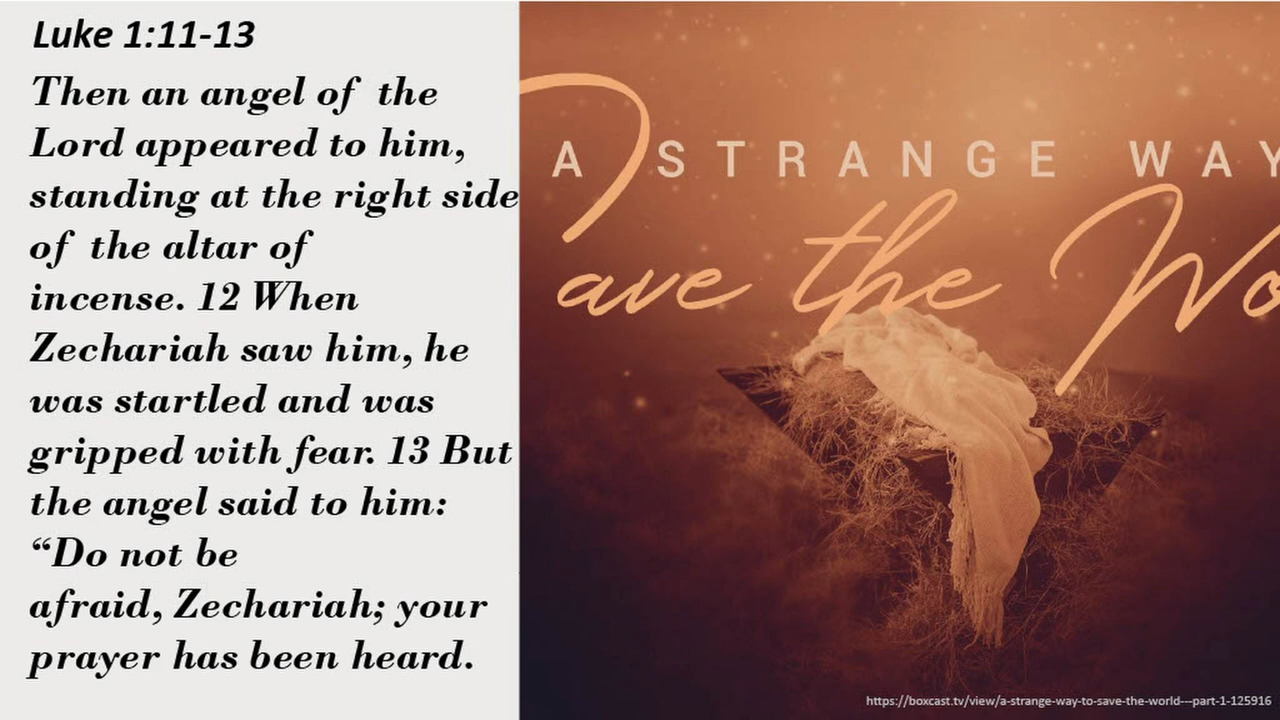 Luke 1:11-13
Then an angel of the
Lord appeared to him,
standing at the right side
of the altar of
incense. 12 When
Zechariah saw him, he
was startled and was
gripped with fear. 13 But
the angel said to him:
“Do not be
afraid, Zechariah; your
prayer has been heard.
A STRANGE WAY
ave the Wo
https://boxcast.tv/view/a-strange-way-to-save-the-world---part-1-125916